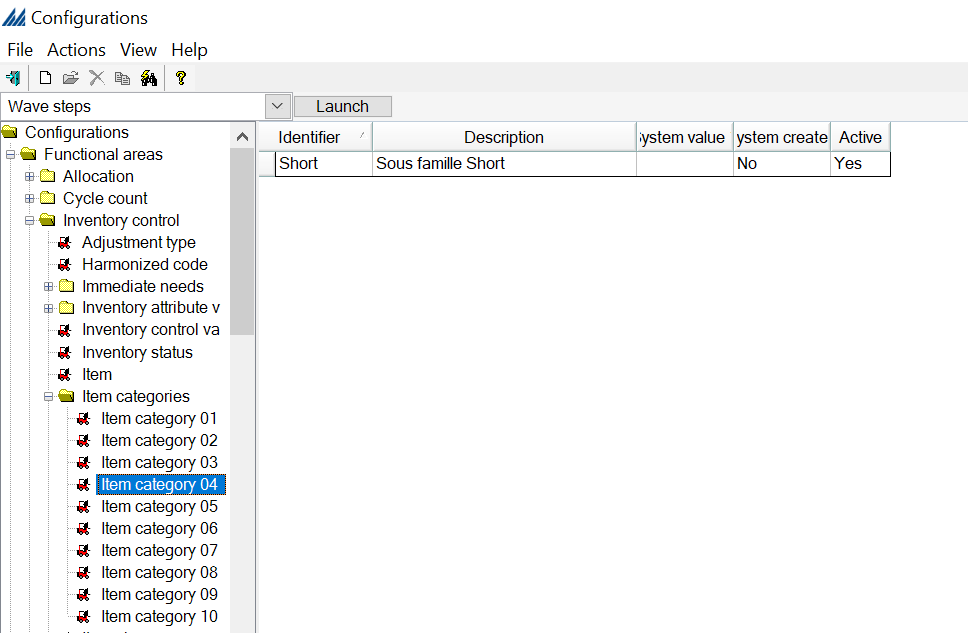 Configurations
File Actions View Help
Wave steps Launch
Configurations
Functional areas
Allocation
Cycle count
Inventory control
Adjustment type
Harmonized code
Immediate needs
Inventory attribute v
Inventory control va
Inventory status
Item
Item categories
Item category 01
Item category 02
Item category 03
Item category 04
Item category 05
Item category 06
Item category 07
Item category 08
Item category 09
Item category 10
Identifier Description ystem value ystem create Active
Short Sous famille Short No Yes